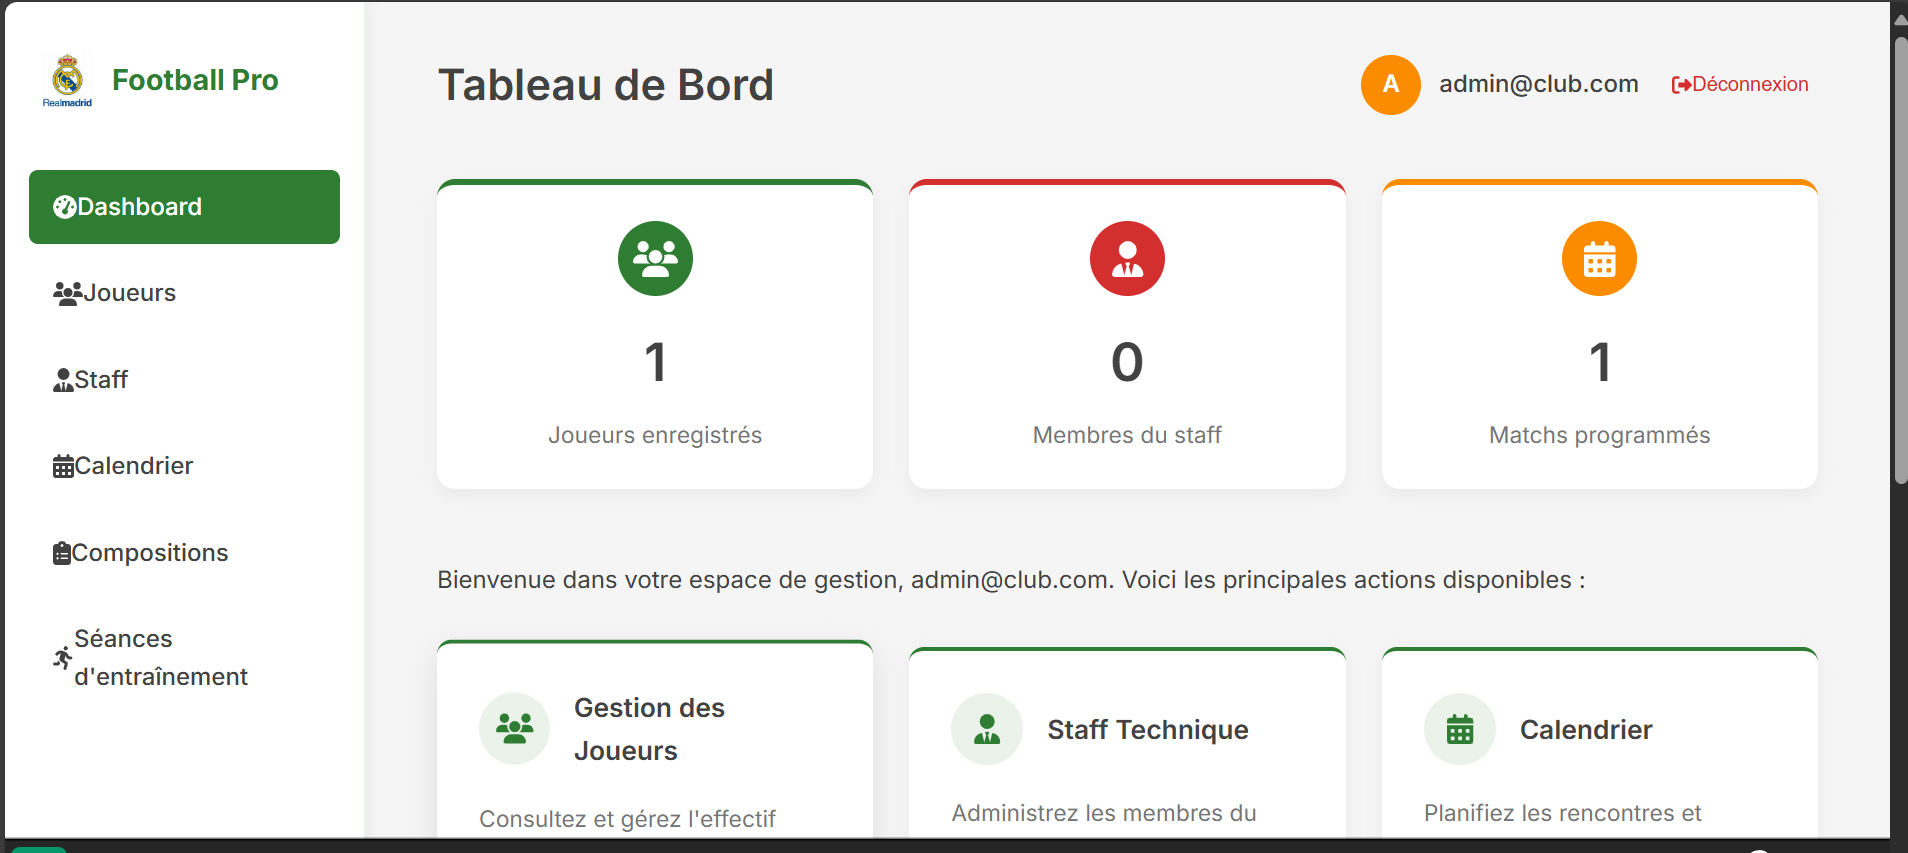 Realmadrid
Football Pro
Dashboard
Joueurs
Staff
Calendrier
Compositions
Séances
d'entraînement
Tableau de Bord
A
admin@club.com
Déconnexion
1
Joueurs enregistrés
0
Membres du staff
1
Matchs programmés
Bienvenue dans votre espace de gestion, admin@club.com. Voici les principales actions disponibles :
Gestion des
Joueurs
Consultez et gérez l'effectif
Staff Technique
Administrez les membres du
Calendrier
Planifiez les rencontres et